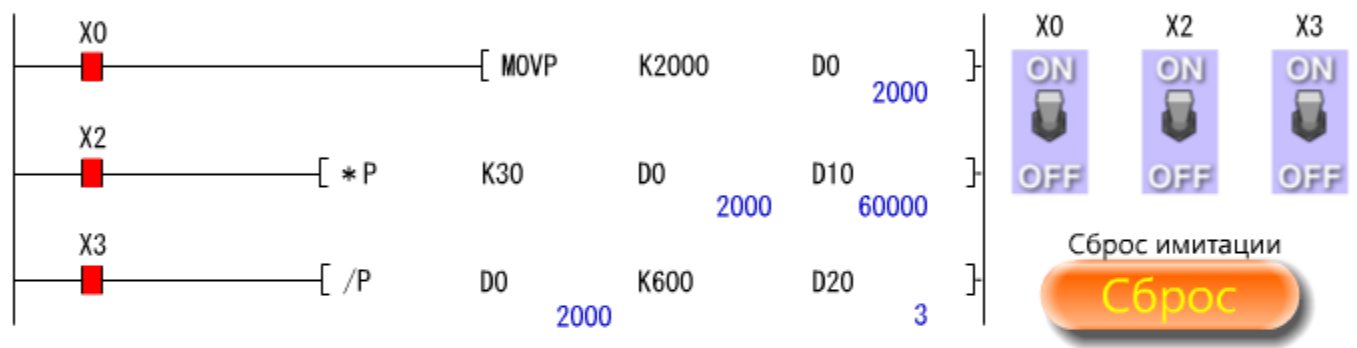 X0 X0 X2 X3
[ MOVP K2000 D0 ] ON ON ON
2000
X2
[ *P K30 D0 D10 ] OFF OFF OFF
2000 60000
X3 Сброс имитации
[ /P D0 K600 D20 ] Сброс
2000 3